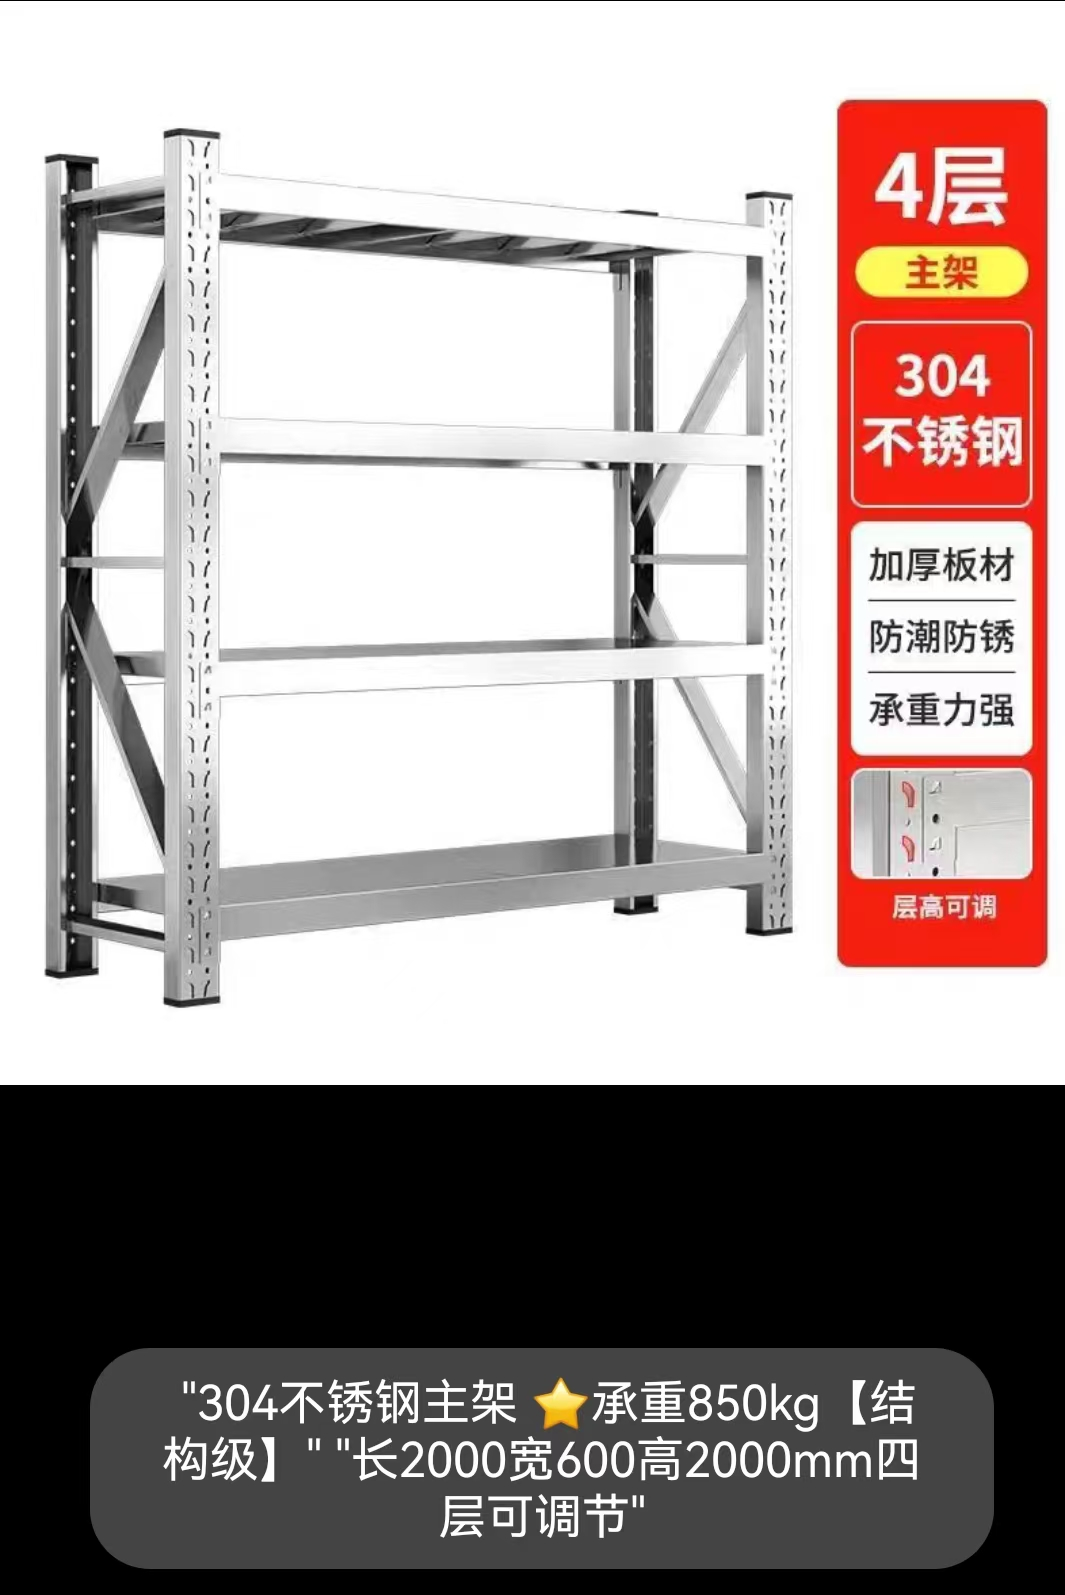 4层
主架
304
不锈钢
加厚板材
防潮防锈
承重力强
层高可调
"304不锈钢主架 ⭐承重850kg【结
构级】" "长2000宽600高2000mm四
层可调节"